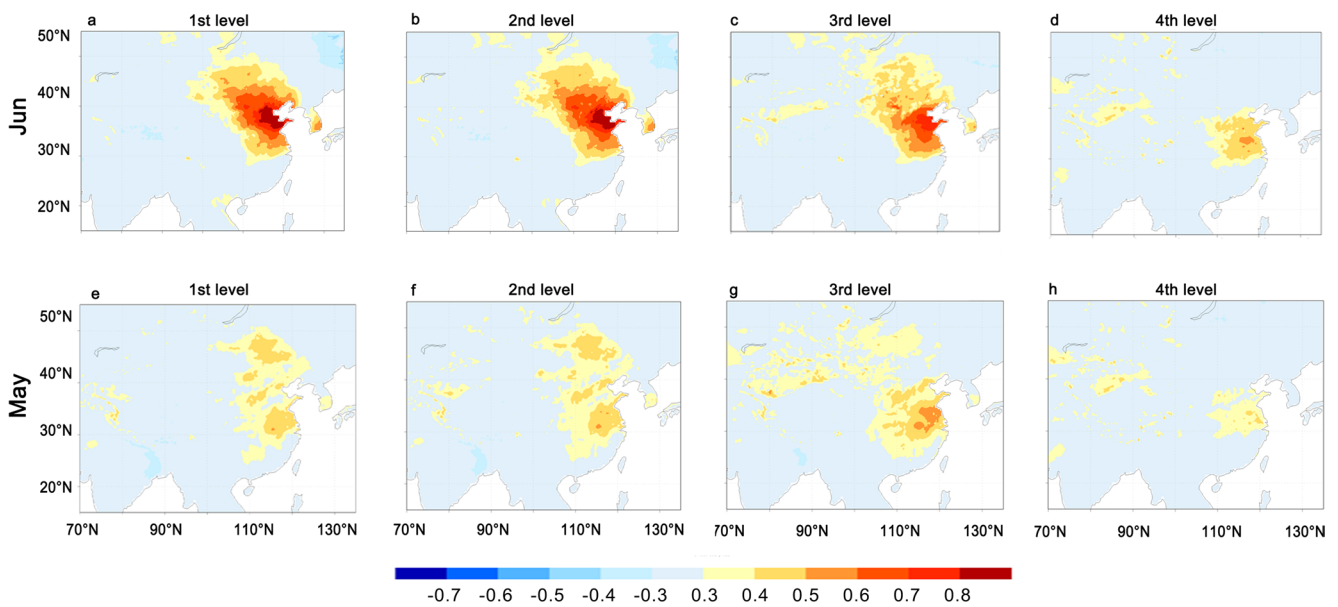 a 1st level b 2nd level c 3rd level d 4th level
50°N
40°N
30°N
20°N
Jun
e 1st level f 2nd level g 3rd level h 4th level
50°N
40°N
30°N
20°N
May
70°N 90°N 110°N 130°N 70°N 90°N 110°N 130°N 70°N 90°N 110°N 130°N 70°N 90°N 110°N 130°N
-0.7 -0.6 -0.5 -0.4 -0.3 0.3 0.4 0.5 0.6 0.7 0.8